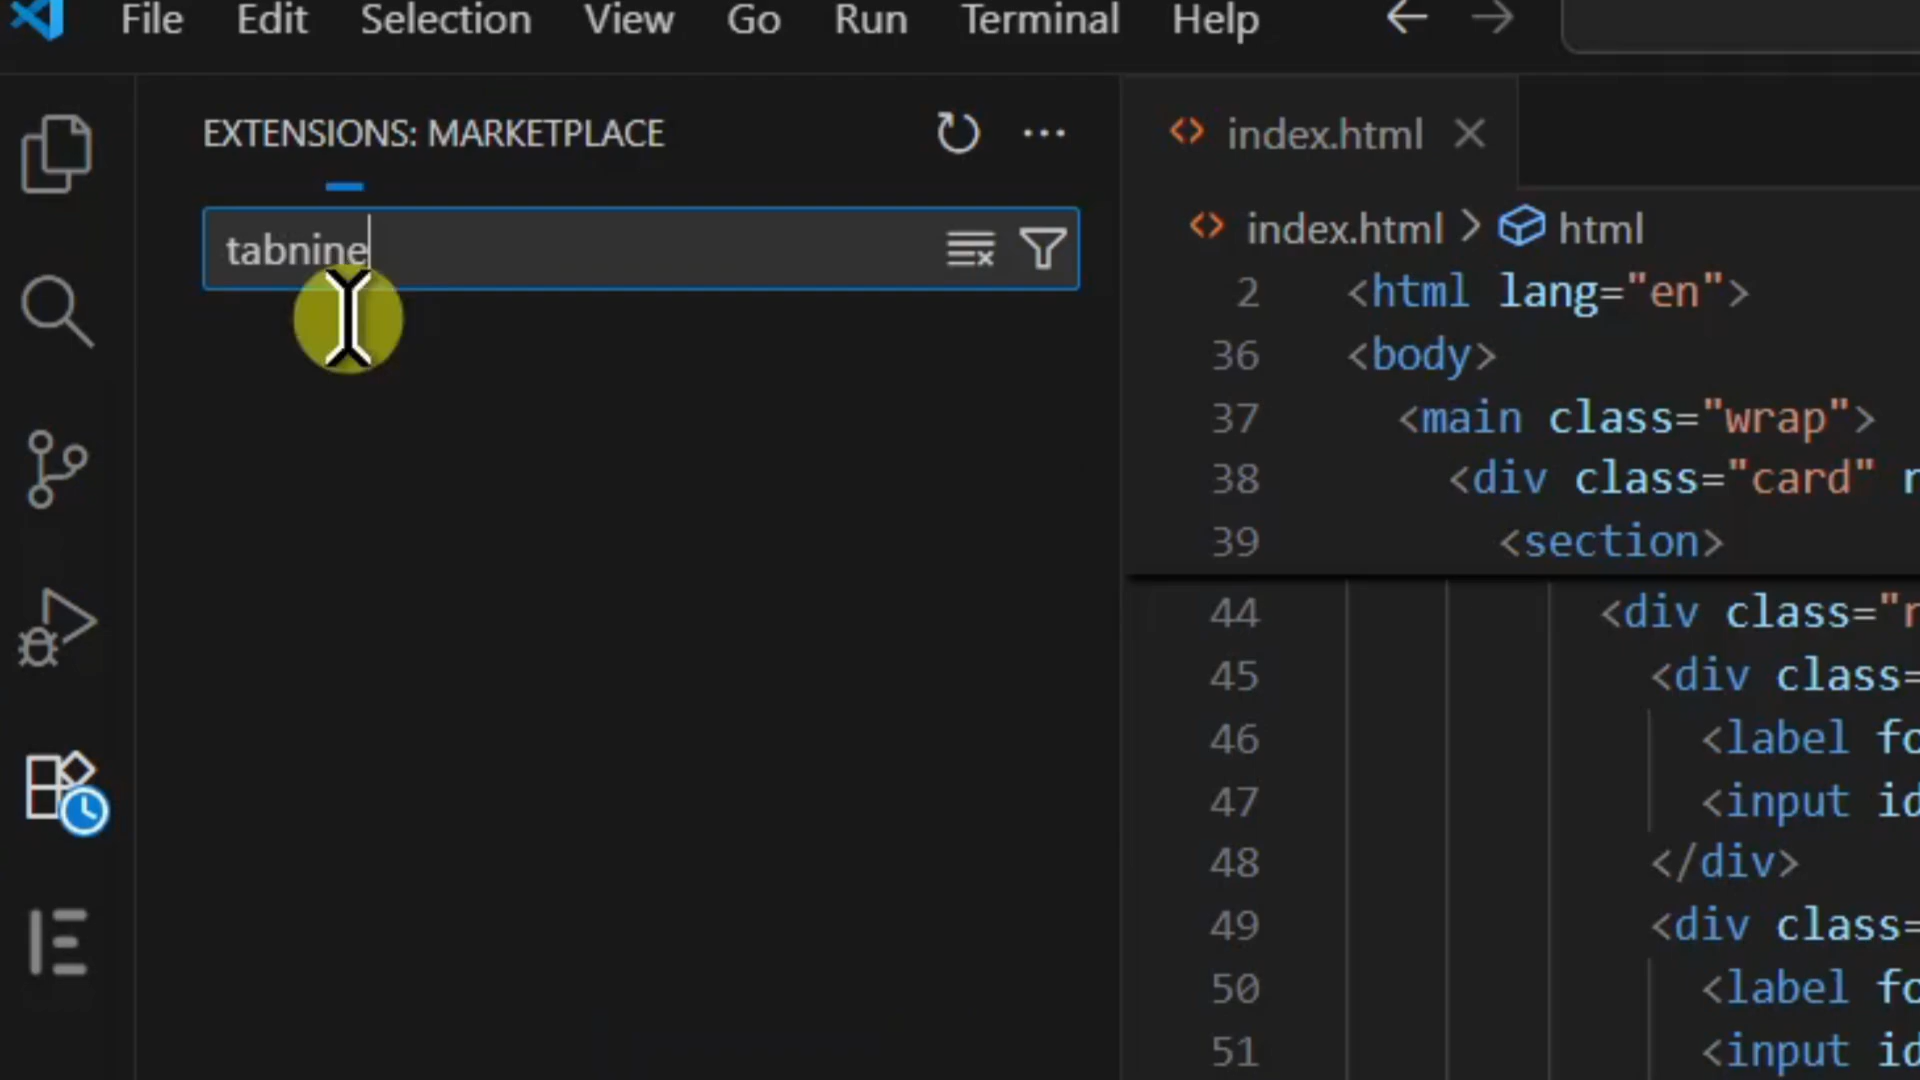 File Edit Selection View Go Run Terminal Help
EXTENSIONS: MARKETPLACE
tabnine
index.html
index.html > html
2 <html lang="en">
36 <body>
37 <main class="wrap">
38 <div class="card" r
39 <section>
44 <div class="r
45 <div class=
46 <label fo
47 <input id
48 </div>
49 <div class=
50 <label fo
51 <input id